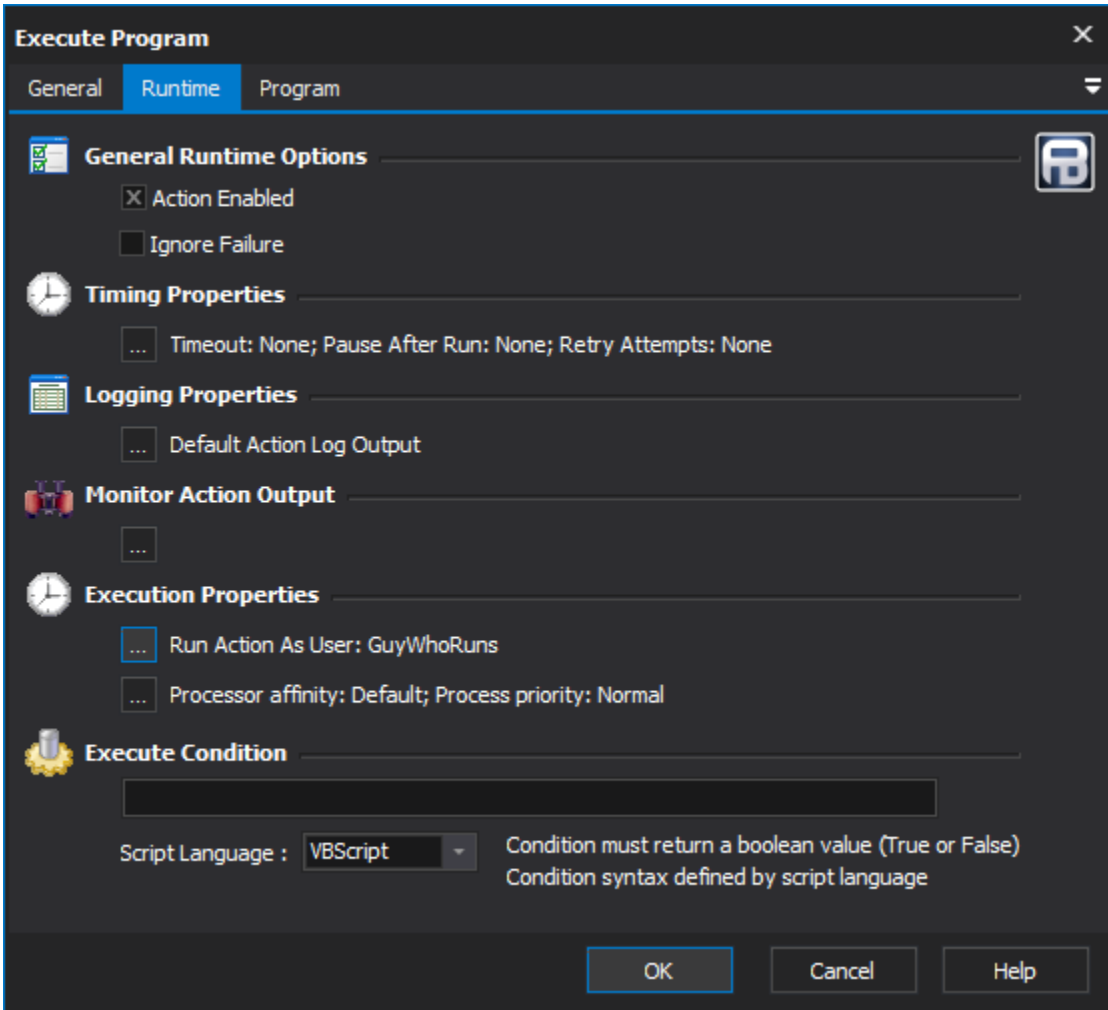 Execute Program
General Runtime Program
General Runtime Options
Action Enabled
Ignore Failure
Timing Properties
... Timeout: None; Pause After Run: None; Retry Attempts: None
Logging Properties
... Default Action Log Output
Monitor Action Output
...
Execution Properties
... Run Action As User: GuyWhoRuns
... Processor affinity: Default; Process priority: Normal
Execute Condition
Script Language : VBScript Condition must return a boolean value (True or False)
Condition syntax defined by script language
OK Cancel Help